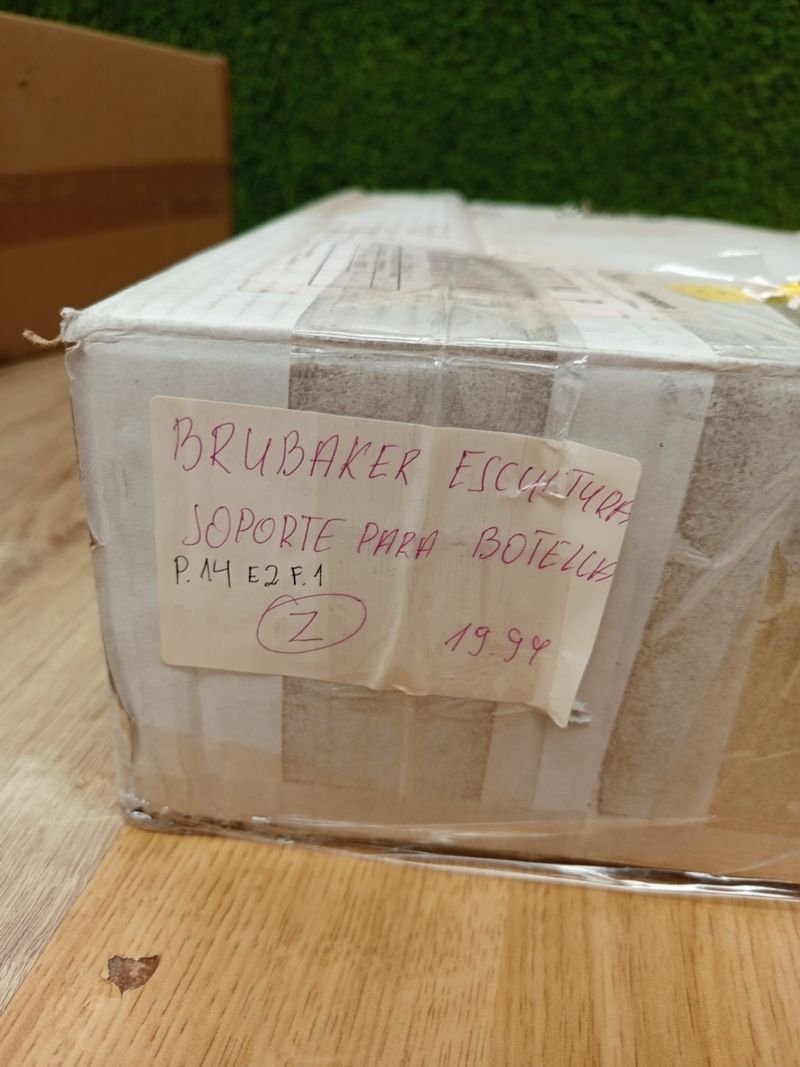 BRUBAKER ESCULTURA
SOPORTE PARA BOTELLA
P. 14 E2 F. 1
Z 19.94